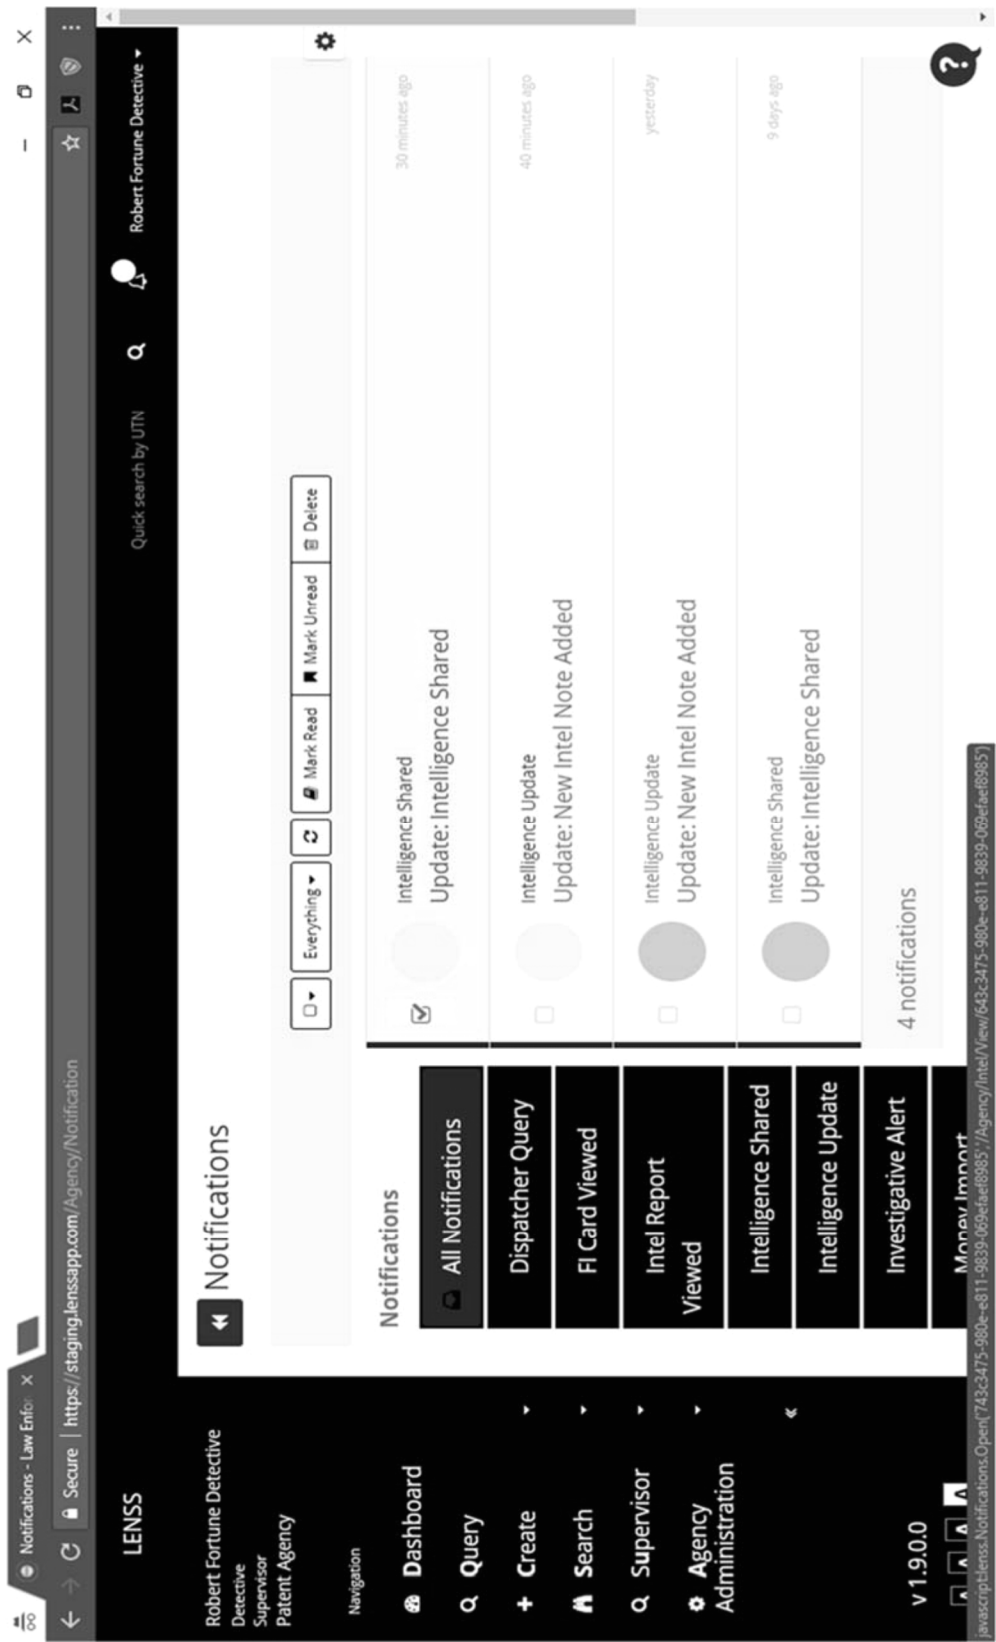 Notifications - Law Enfo
Secure | https://staging.lenssapp.com/Agency/Notification
LENSS
Quick search by UTN
Robert Fortune Detective
Robert Fortune Detective
Detective
Supervisor
Patent Agency
Navigation
Dashboard
Query
Create
Search
Supervisor
Agency
Administration
v 1.9.0.0
A A A A
Notifications
Everything
Mark Read
Mark Unread
Delete
Notifications
All Notifications
Dispatcher Query
FI Card Viewed
Intel Report
Viewed
Intelligence Shared
Intelligence Update
Investigative Alert
Money Import
Intelligence Shared
30 minutes ago
Update: Intelligence Shared
Intelligence Update
40 minutes ago
Update: New Intel Note Added
Intelligence Update
yesterday
Update: New Intel Note Added
Intelligence Shared
9 days ago
Update: Intelligence Shared
4 notifications
javascript:lenss.Notifications.Open('743c3475-980e-e811-9839-069efaef8985','/Agency/Intel/View/643c3475-980e-e811-9839-069efaef8985')